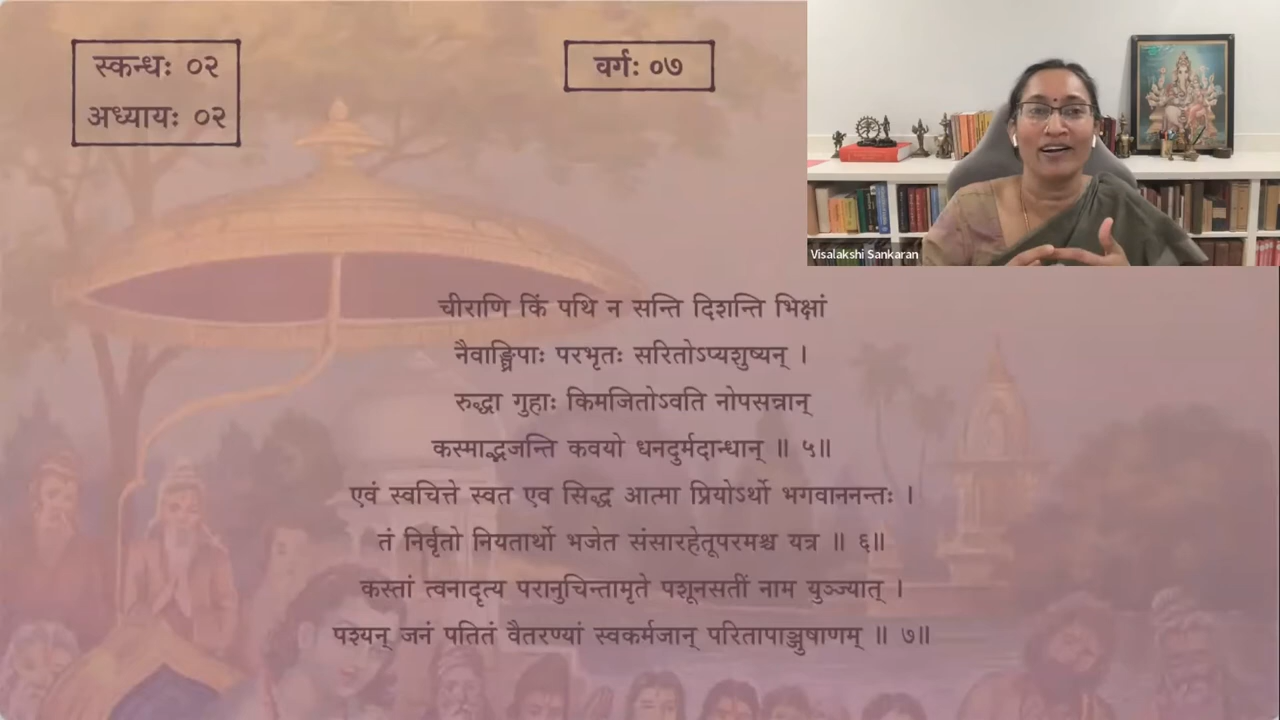 स्कन्धः ०२
अध्यायः ०२
वर्गः ०७
Visalakshi Sankaran
चीराणि किं पथि न सन्ति दिशन्ति भिक्षां
नैवाङ्घ्रिपाः परभृतः सरितोऽप्यशुष्यन् ।
रुद्धा गुहाः किमजितोऽवति नोपसन्नान्
कस्माद्भजन्ति कवयो धनदुर्मदान्धान् ॥ ५॥
एवं स्वचित्ते स्वत एव सिद्ध आत्मा प्रियोऽर्थो भगवाननन्तः ।
तं निर्वृतो नियतार्थो भजेत संसारहेतूपरमश्च यत्र ॥ ६॥
कस्तां त्वनादृत्य परानुचिन्तामृते पशूनसतीं नाम युञ्ज्यात् ।
पश्यन् जनं पतितं वैतरण्यां स्वकर्मजान् परितापाञ्जुषाणम् ॥ ७॥